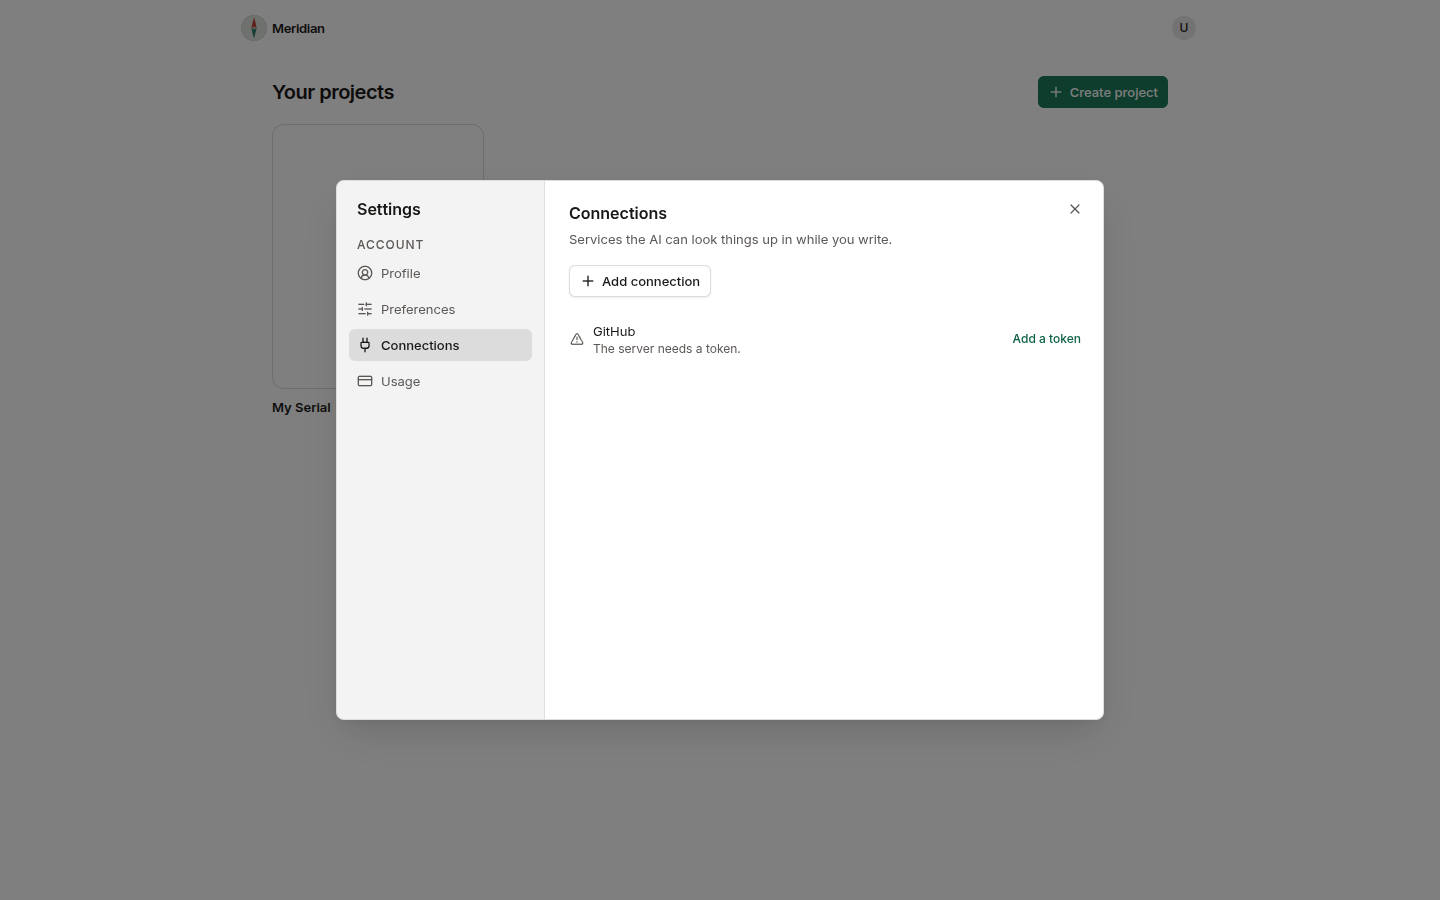 Meridian
U
Your projects
Create project
Settings
ACCOUNT
Profile
Preferences
Connections
Usage
Connections
Services the AI can look things up in while you write.
Add connection
GitHub
The server needs a token.
Add a token
My Serial